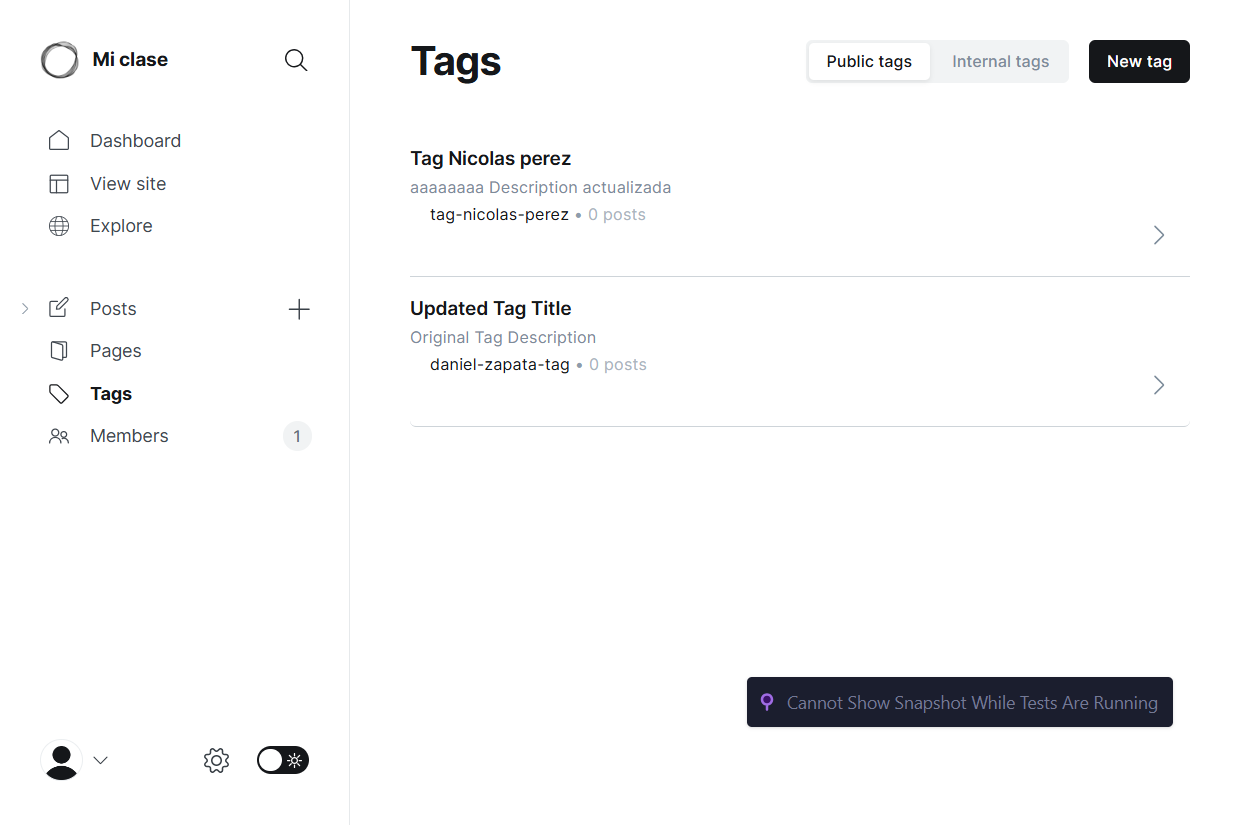 Mi clase
Dashboard
View site
Explore
Posts
Pages
Tags
Members
1
Tags
Public tags
Internal tags
New tag
Tag Nicolas perez
aaaaaaaa Description actualizada
tag-nicolas-perez • 0 posts
Updated Tag Title
Original Tag Description
daniel-zapata-tag • 0 posts
Cannot Show Snapshot While Tests Are Running